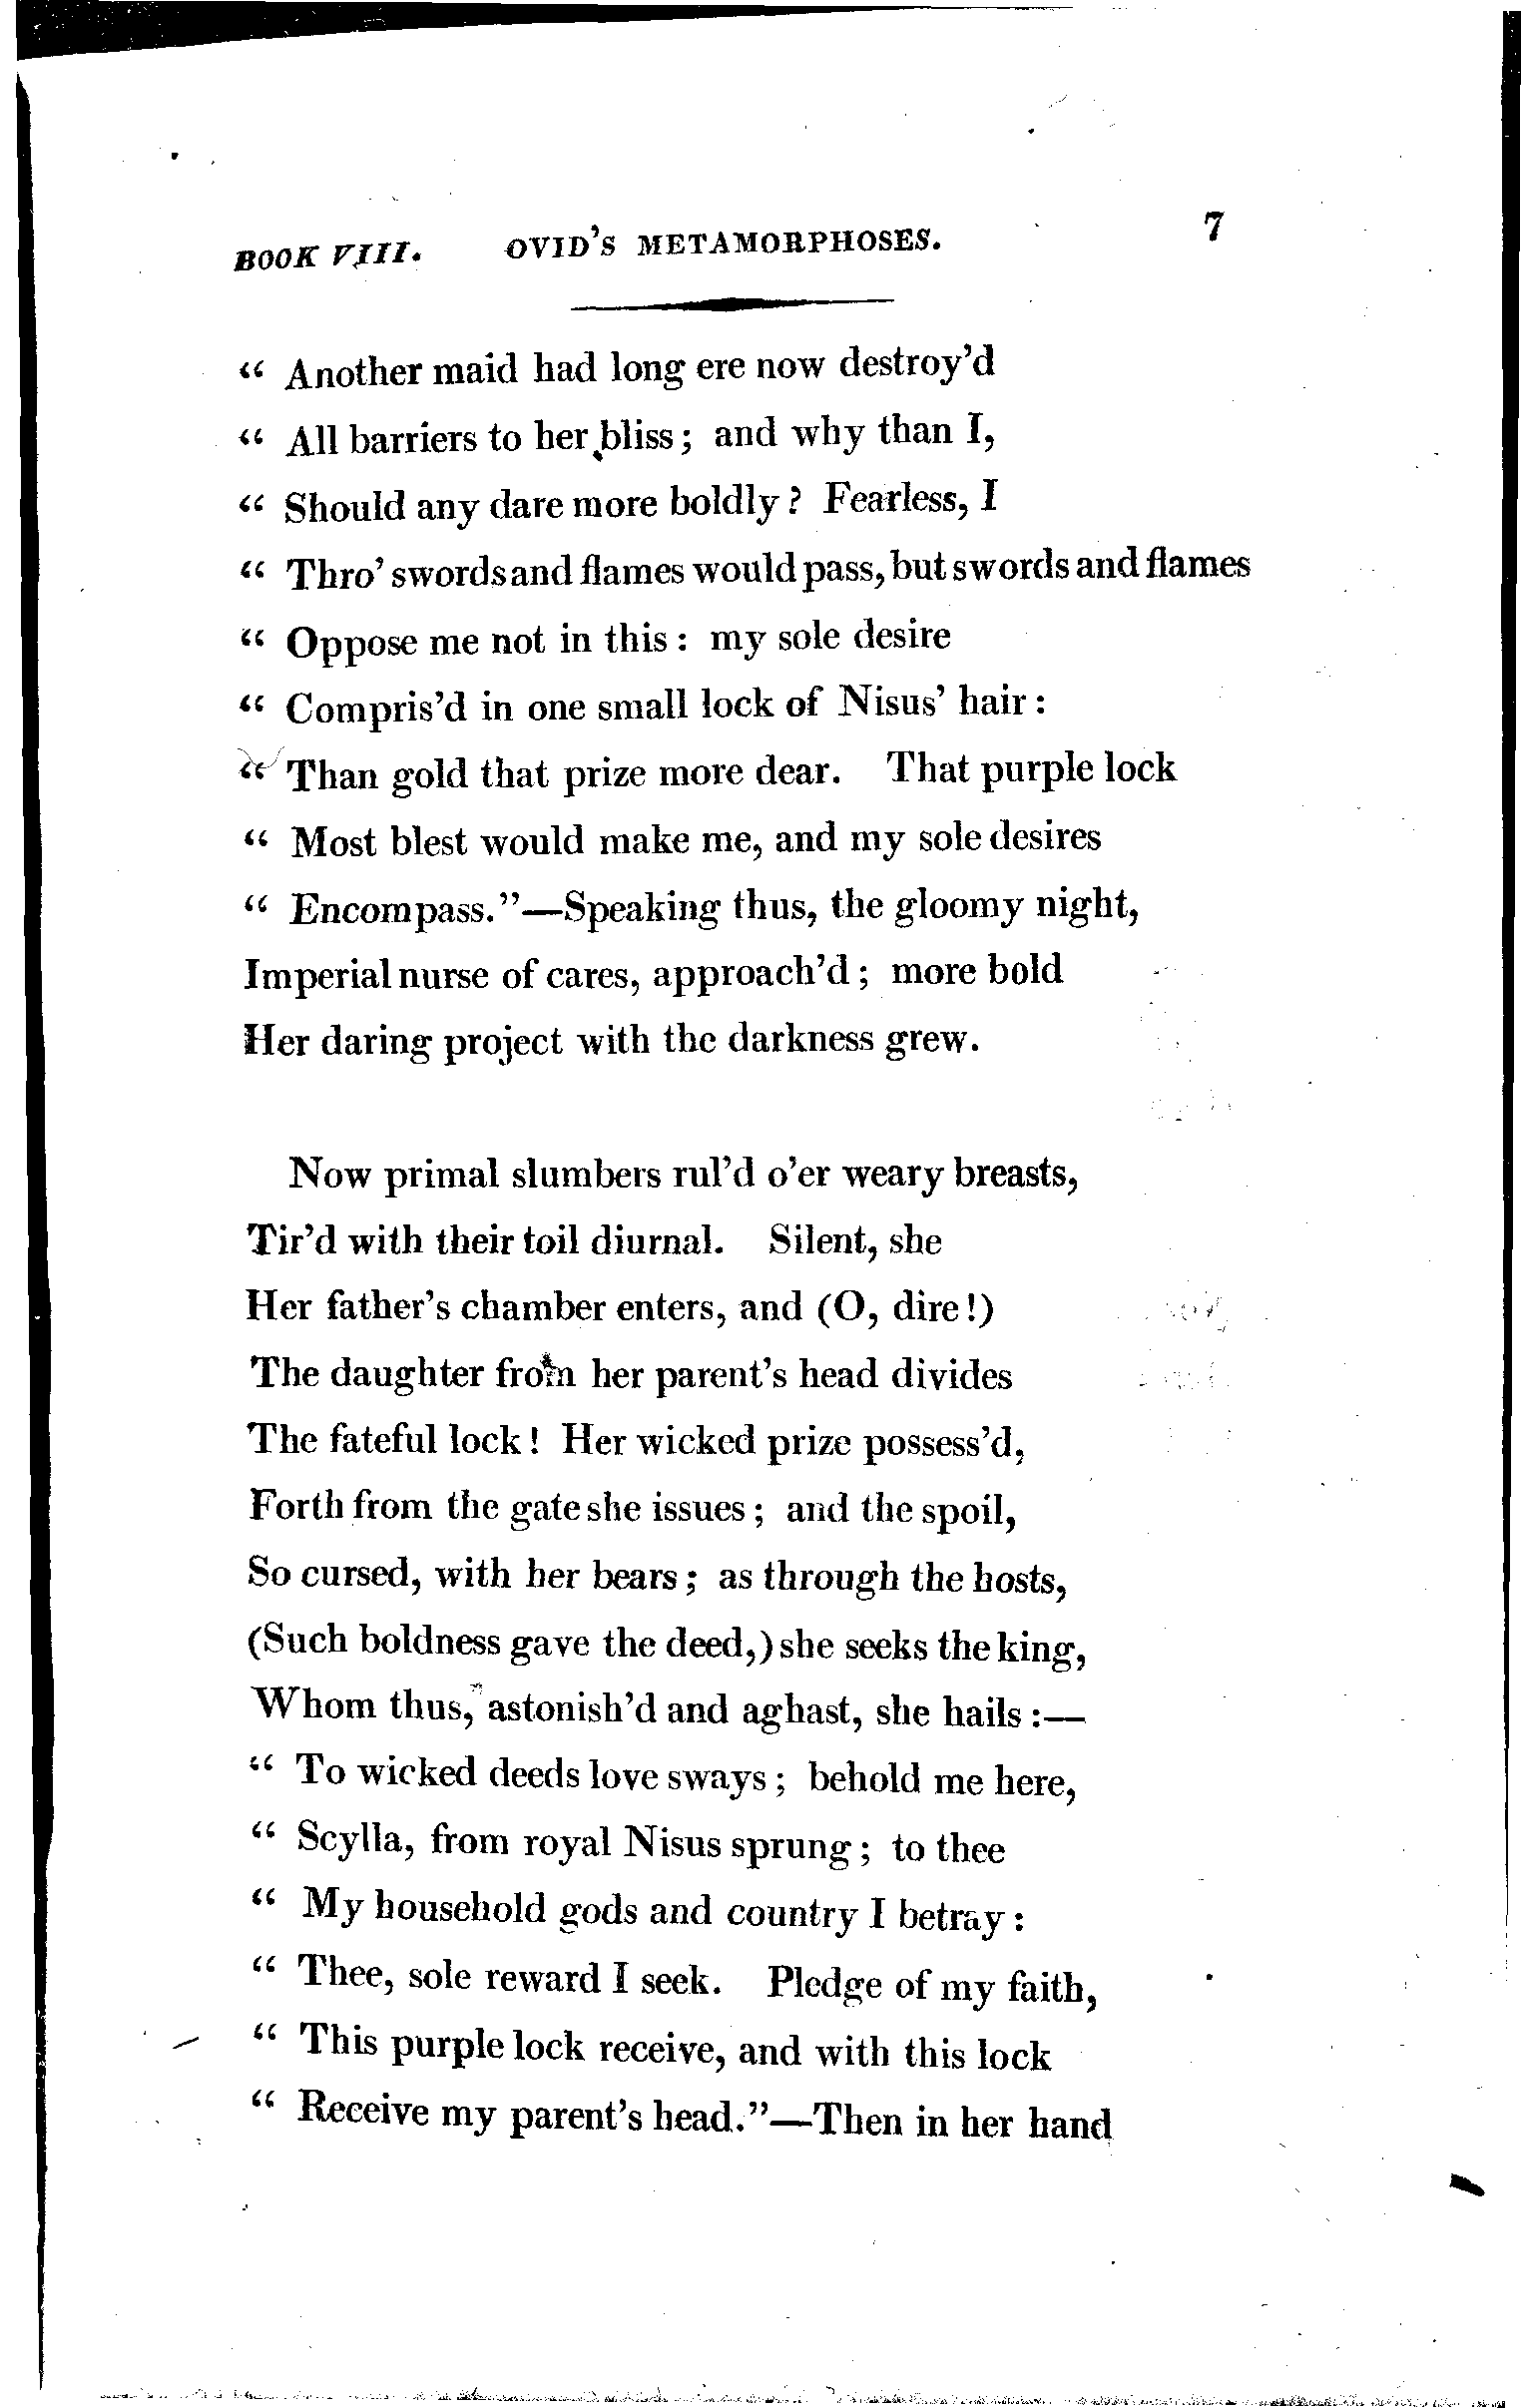 BOOK VIII. OVID'S METAMORPHOSES. 7
“ Another maid had long ere now destroy'd
“ All barriers to her bliss; and why than I,
“ Should any dare more boldly? Fearless, I
“ Thro' swords and flames would pass, but swords and flames
“ Oppose me not in this: my sole desire
“ Compris'd in one small lock of Nisus' hair:
“ Than gold that prize more dear. That purple lock
“ Most blest would make me, and my sole desires
“ Encompass.”—Speaking thus, the gloomy night,
Imperial nurse of cares, approach'd; more bold
Her daring project with the darkness grew.
Now primal slumbers rul'd o'er weary breasts,
Tir'd with their toil diurnal. Silent, she
Her father's chamber enters, and (O, dire!)
The daughter from her parent's head divides
The fateful lock! Her wicked prize possess'd,
Forth from the gate she issues; and the spoil,
So cursed, with her bears; as through the hosts,
(Such boldness gave the deed,) she seeks the king,
Whom thus, astonish'd and aghast, she hails:—
“ To wicked deeds love sways; behold me here,
“ Scylla, from royal Nisus sprung; to thee
“ My household gods and country I betray:
“ Thee, sole reward I seek. Pledge of my faith,
“ This purple lock receive, and with this lock
“ Receive my parent's head.”—Then in her hand